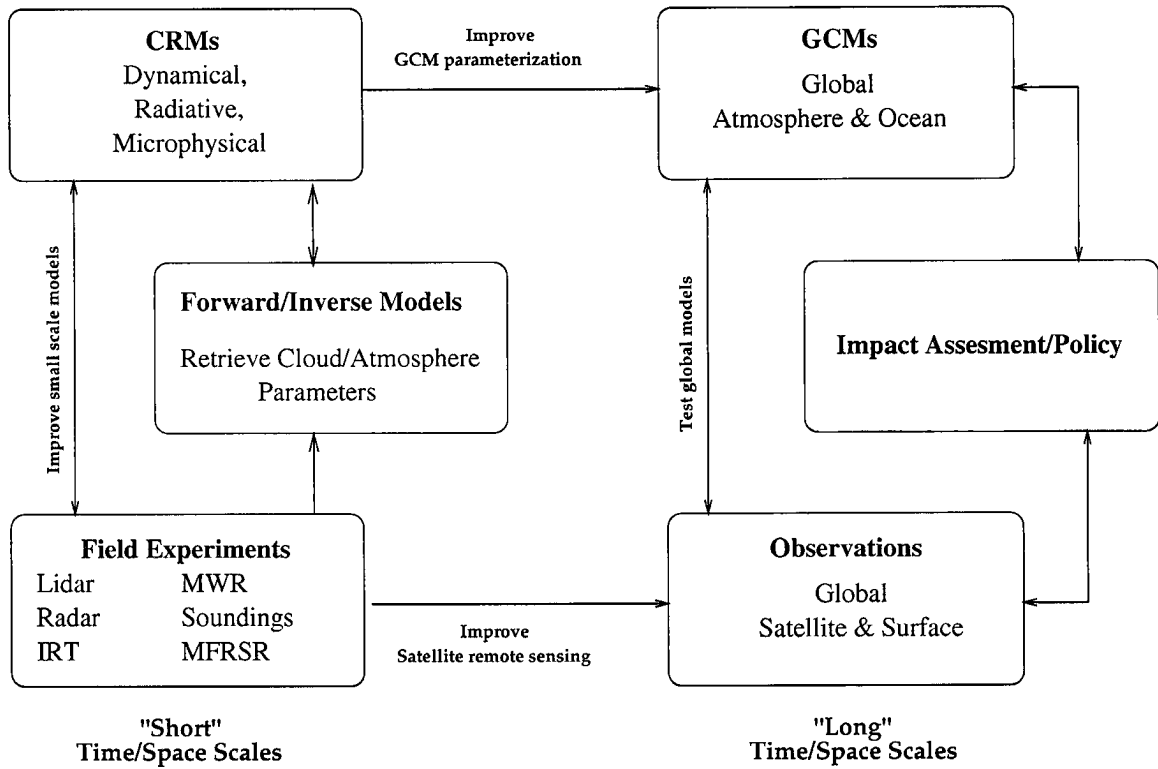 CRMs
Dynamical,
Radiative,
Microphysical
Improve
GCM parameterization
GCMs
Global
Atmosphere & Ocean
Improve small scale models
Forward/Inverse Models
Retrieve Cloud/Atmosphere
Parameters
Test global models
Impact Assesment/Policy
Field Experiments
Lidar MWR
Radar Soundings
IRT MFRSR
Improve
Satellite remote sensing
Observations
Global
Satellite & Surface
"Short"
Time/Space Scales
"Long"
Time/Space Scales